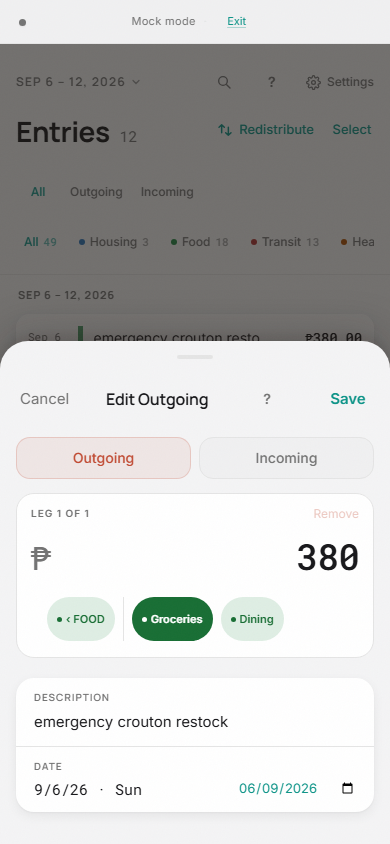 Mock mode Exit
SEP 6 – 12, 2026 ? Settings
Entries 12 Redistribute Select
All Outgoing Incoming
All 49 Housing 3 Food 18 Transit 13 Hea
SEP 6 – 12, 2026
Sep 6 emergency crouton resto ₱380.00
Cancel Edit Outgoing ? Save
Outgoing Incoming
LEG 1 OF 1 Remove
₱ 380
‹ FOOD Groceries Dining
DESCRIPTION
emergency crouton restock
DATE
9/6/26 · Sun 06/09/2026